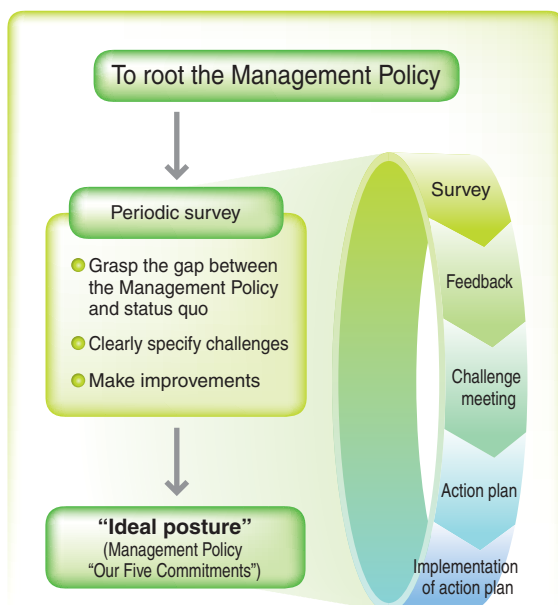 To root the Management Policy
Periodic survey
Grasp the gap between
the Management Policy
and status quo
Clearly specify challenges
Make improvements
“Ideal posture”
(Management Policy
“Our Five Commitments”)
Survey
Feedback
Challenge
meeting
Action plan
Implementation
of action plan